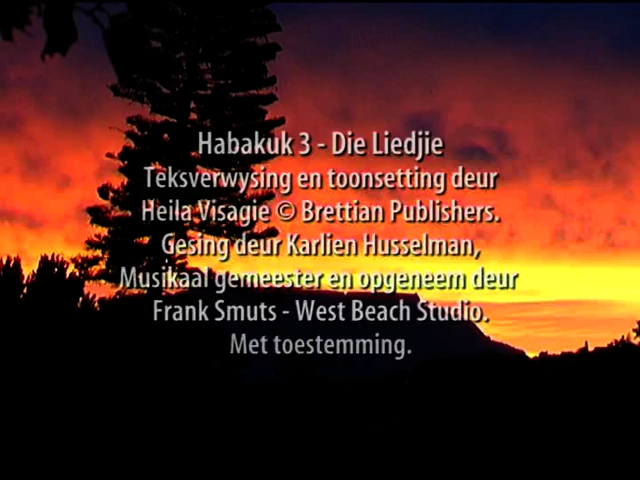 Habakuk 3 - Die Liedjie
Teksverwysing en toonsetting deur
Heila Visagie © Brettian Publishers.
Gesing deur Karlien Husselman,
Musikaal gemeester en opgeneem deur
Frank Smuts - West Beach Studio.
Met toestemming.